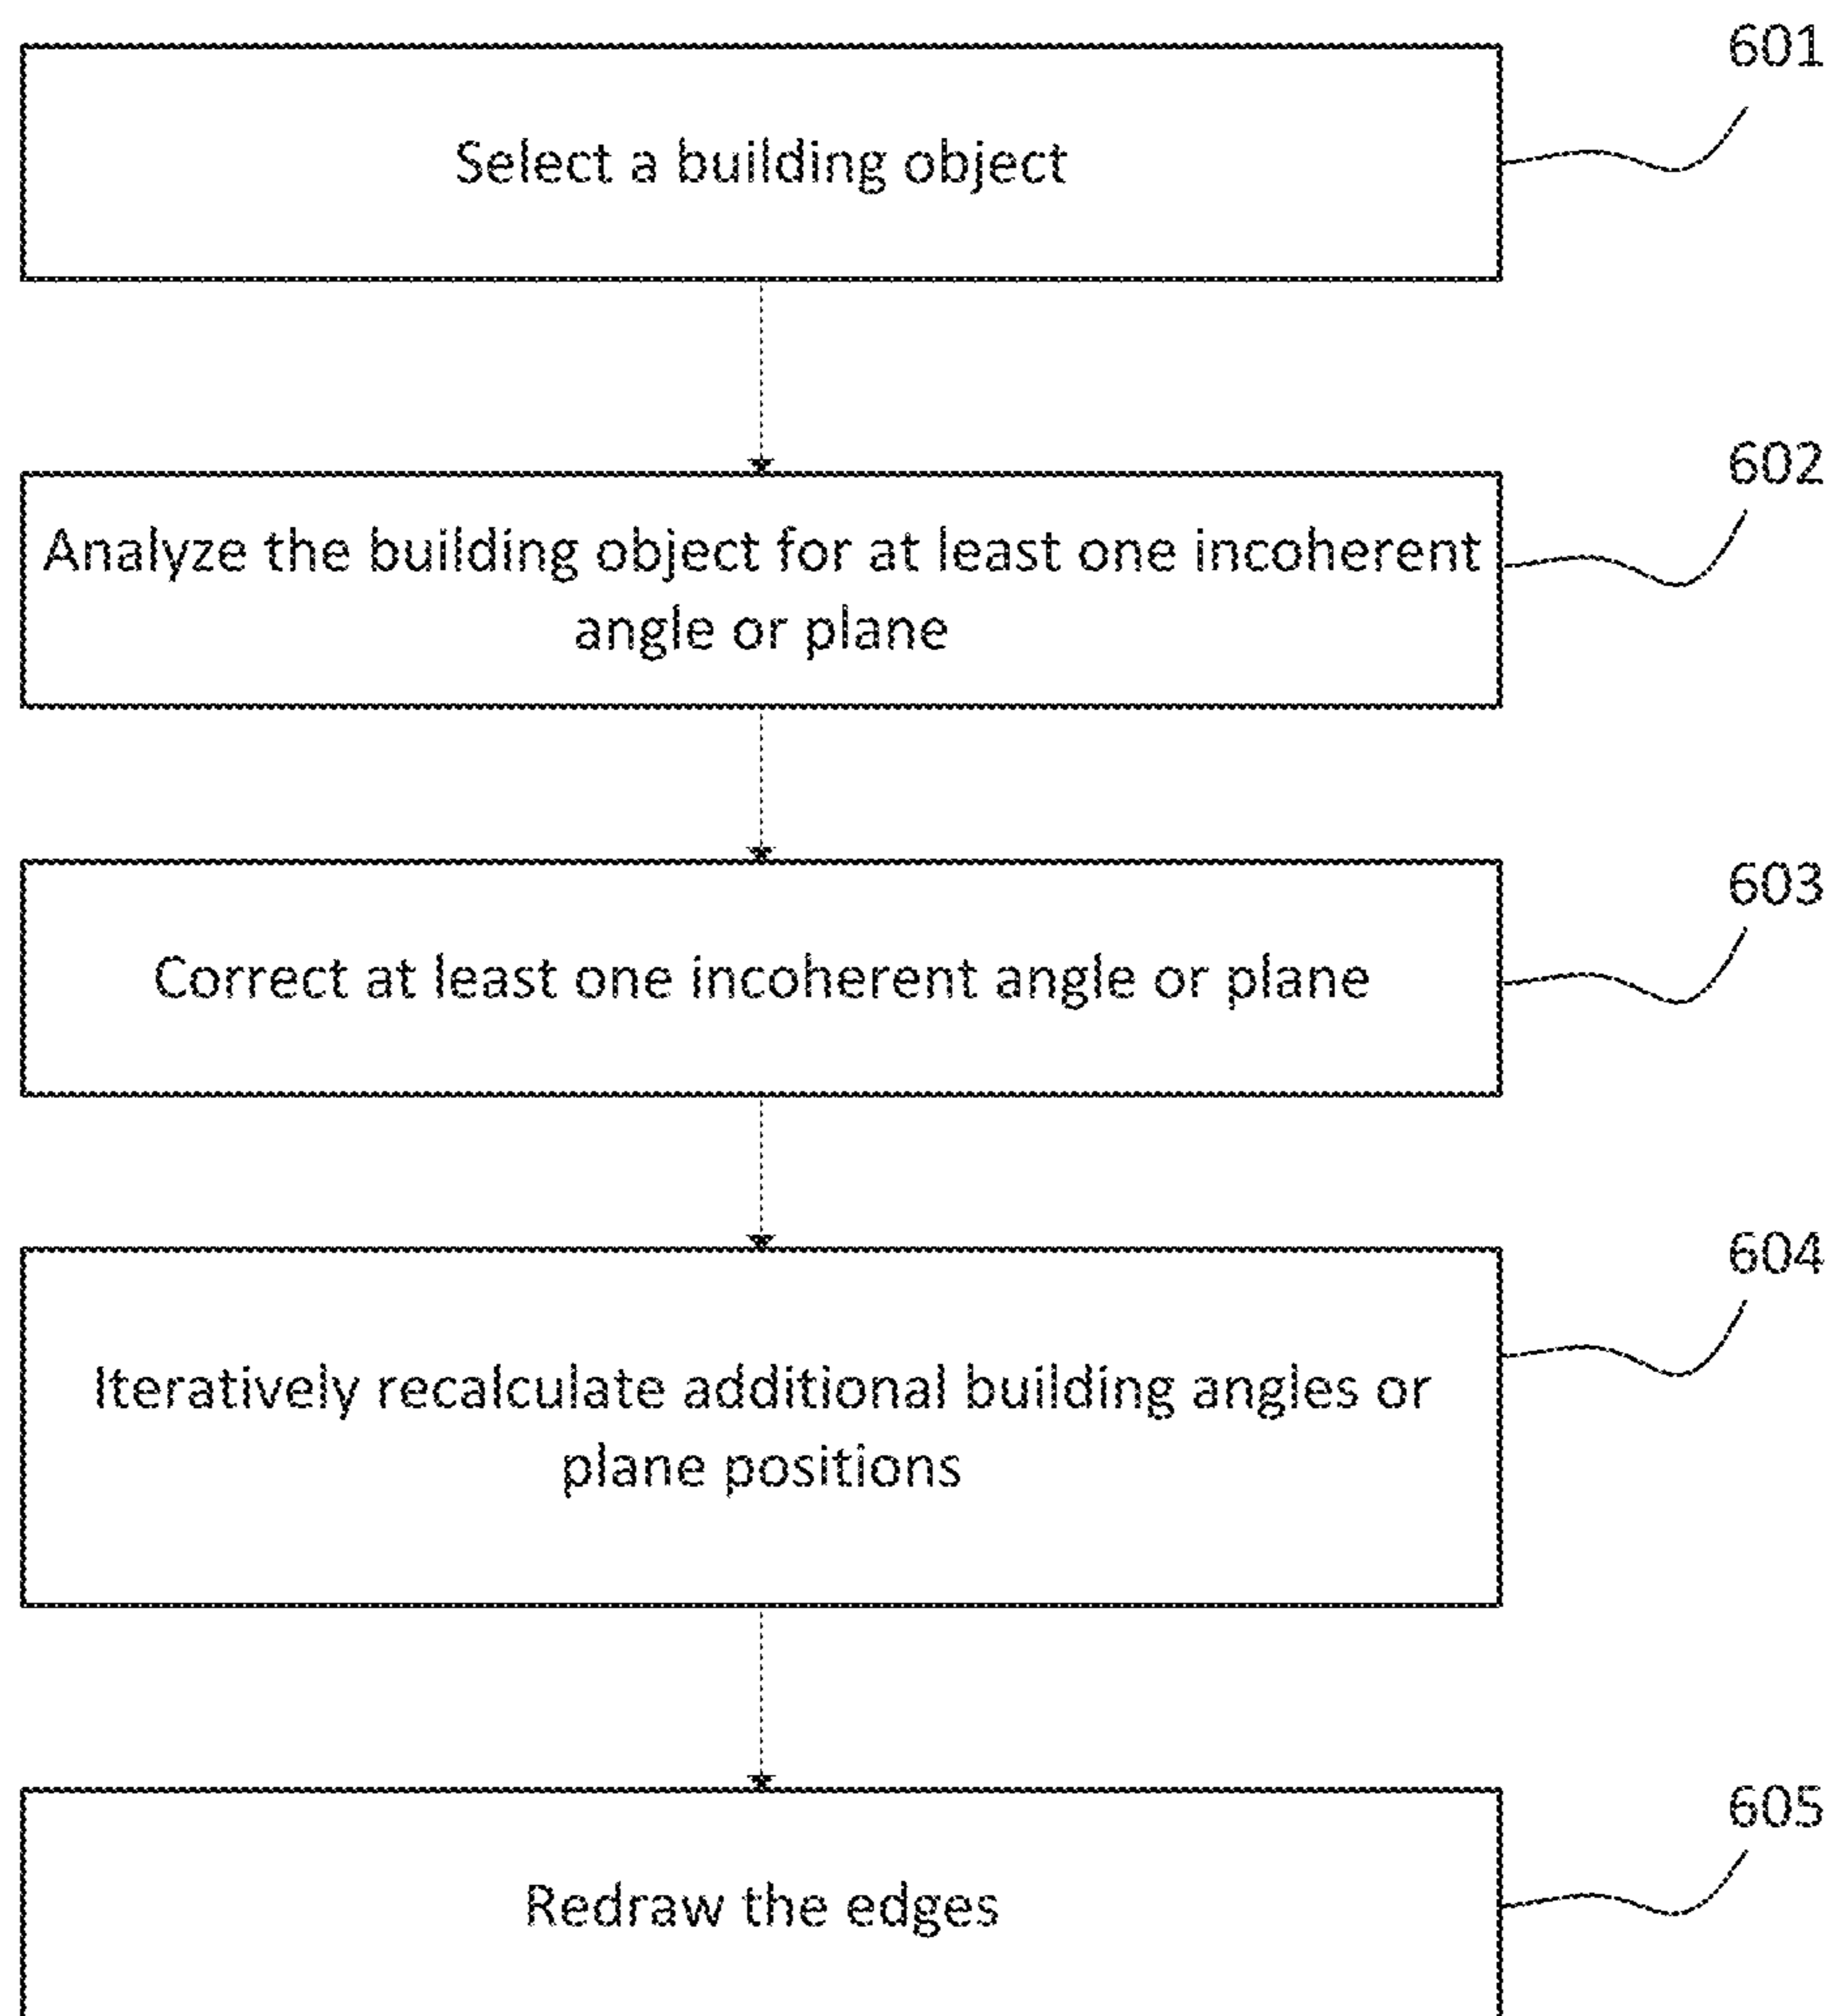 601
Select a building object
602
Analyze the building object for at least one incoherent
angle or plane
603
Correct at least one incoherent angle or plane
604
Iteratively recalculate additional building angles or
plane positions
605
Redraw the edges